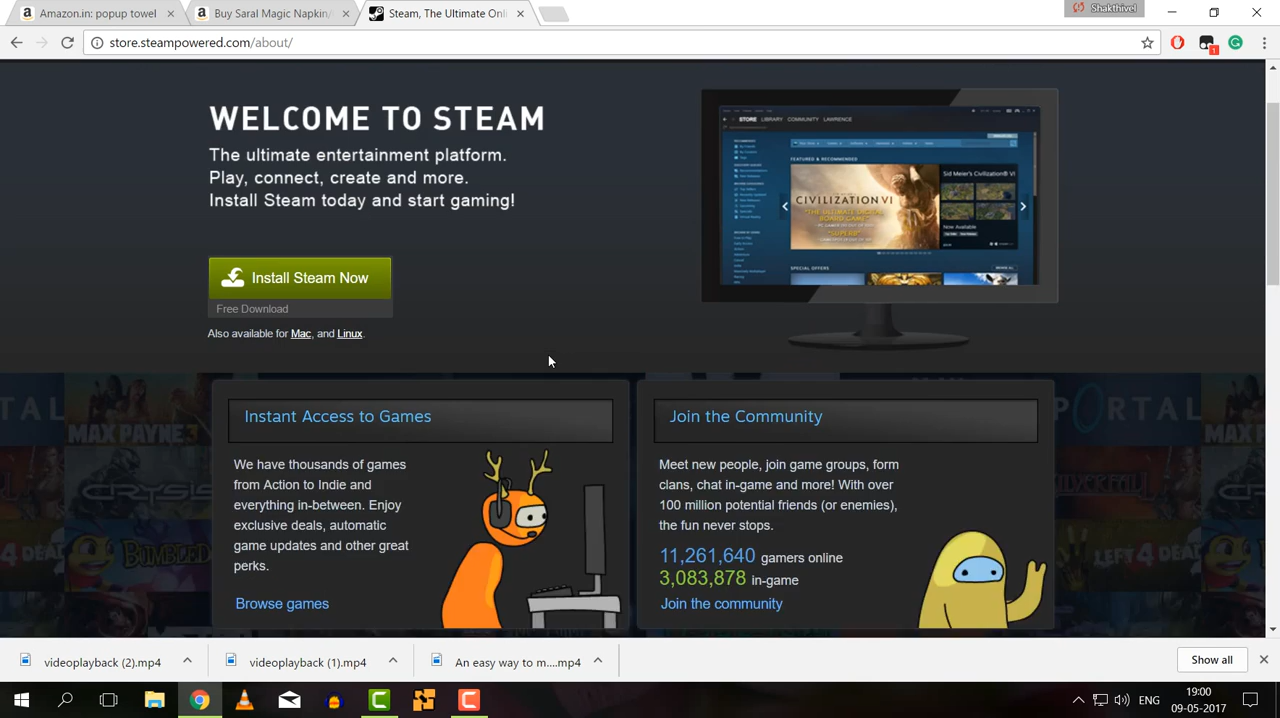 Amazon.in: popup towel
Buy Saral Magic Napkin/
Steam, The Ultimate Onli
Shakthivel
store.steampowered.com/about/
1
WELCOME TO STEAM
The ultimate entertainment platform.
Play, connect, create and more.
Install Steam today and start gaming!
Install Steam Now
Free Download
Also available for Mac, and Linux.
STORE LIBRARY COMMUNITY LAWRENCE
FEATURED & RECOMMENDED
CIVILIZATION VI
Sid Meier's Civilization® VI
Now Available
SPECIAL OFFERS
Instant Access to Games
We have thousands of games
from Action to Indie and
everything in-between. Enjoy
exclusive deals, automatic
game updates and other great
perks.
Browse games
Join the Community
Meet new people, join game groups, form
clans, chat in-game and more! With over
100 million potential friends (or enemies),
the fun never stops.
11,261,640 gamers online
3,083,878 in-game
Join the community
MAX PAYNE 3
CRYSIS
BUMBLED
PORTAL
LEFT 4 DEA
videoplayback (2).mp4
videoplayback (1).mp4
An easy way to m....mp4
Show all
ENG
19:00
09-05-2017